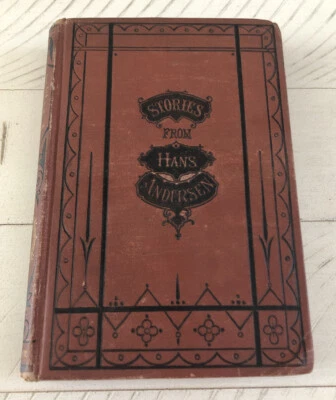 STORIES
FROM
HANS
ANDERSEN